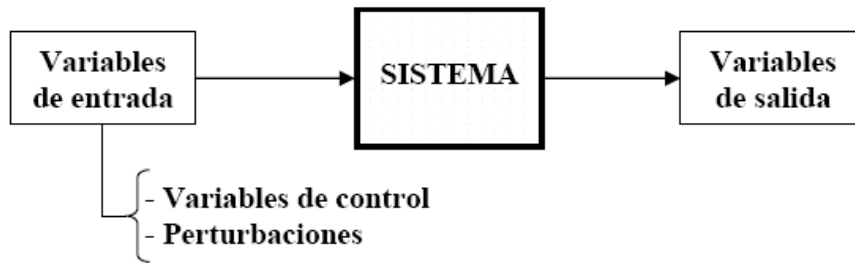 Variables
de entrada
SISTEMA
Variables
de salida
- Variables de control
- Perturbaciones